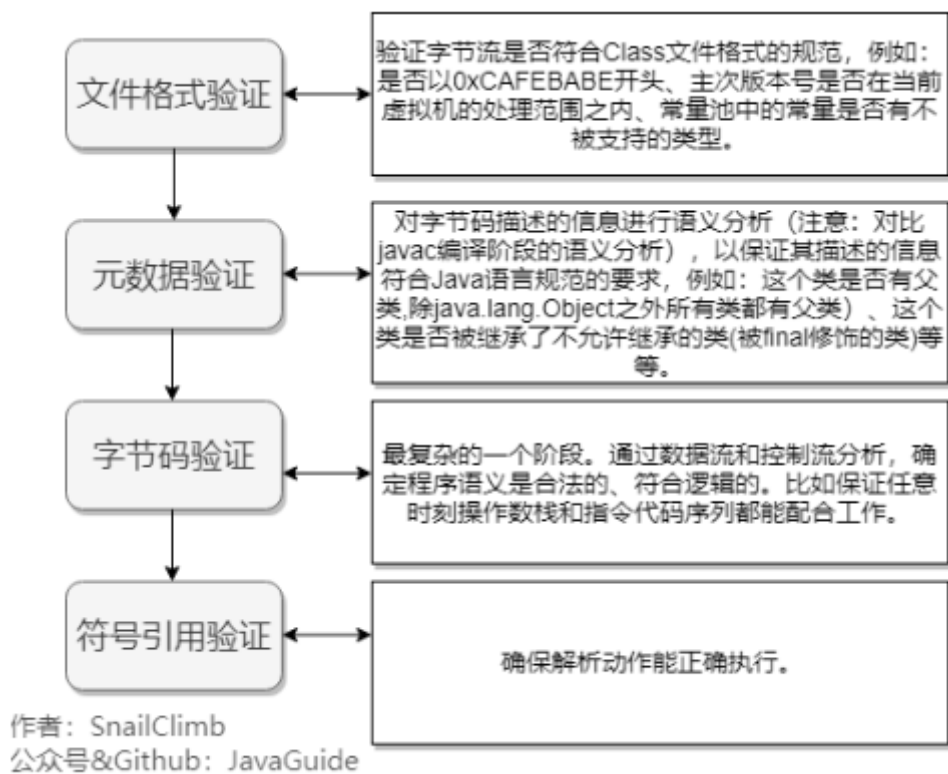 文件格式验证
验证字节流是否符合Class文件格式的规范，例如：
是否以0xCAFEBABE开头、主次版本号是否在当前
虚拟机的处理范围之内、常量池中的常量是否有不
被支持的类型。
元数据验证
对字节码描述的信息进行语义分析（注意：对比
javac编译阶段的语义分析），以保证其描述的信息
符合Java语言规范的要求，例如：这个类是否有父
类,除java.lang.Object之外所有类都有父类）、这个
类是否被继承了不允许继承的类(被final修饰的类)等
等。
字节码验证
最复杂的一个阶段。通过数据流和控制流分析，确
定程序语义是合法的、符合逻辑的。比如保证任意
时刻操作数栈和指令代码序列都能配合工作。
符号引用验证
确保解析动作能正确执行。
作者：SnailClimb
公众号&Github：JavaGuide